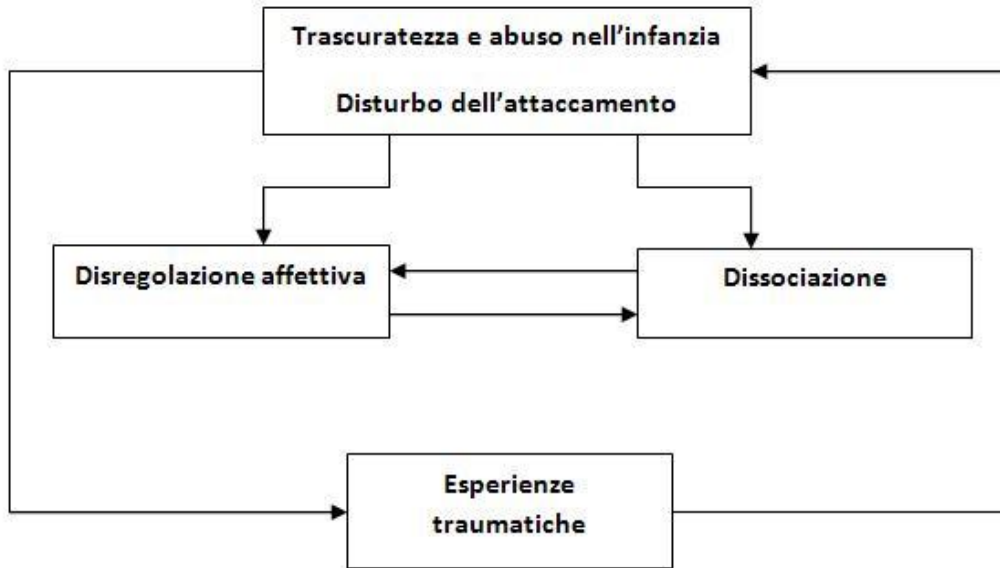 Trascuratezza e abuso nell'infanzia
Disturbo dell'attaccamento
Disregolazione affettiva
Dissociazione
Esperienze
traumatiche